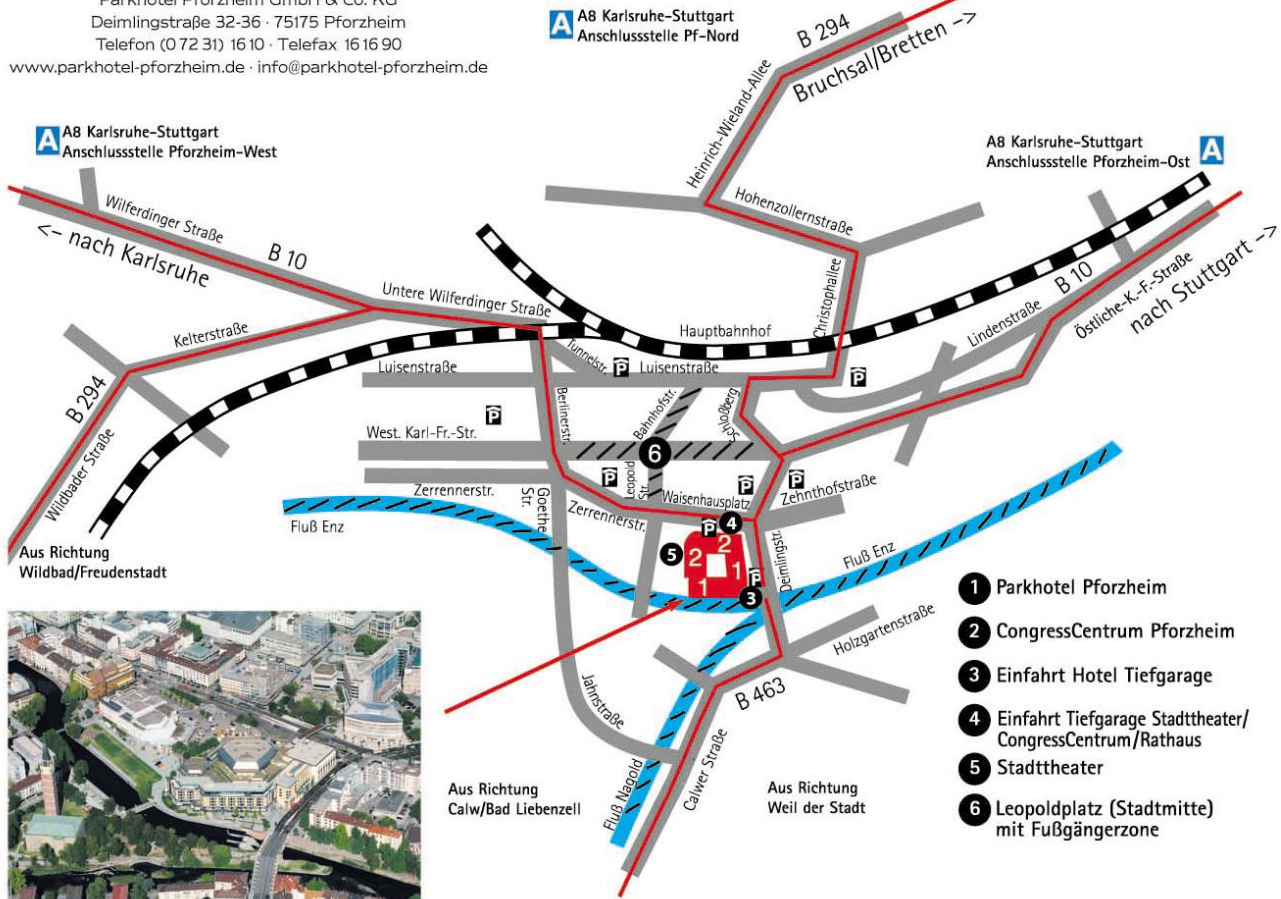 Parkhotel Pforzheim GmbH & Co. KG
Deimlingstraße 32-36 · 75175 Pforzheim
Telefon (0 72 31) 16 10 · Telefax 16 16 90
www.parkhotel-pforzheim.de · info@parkhotel-pforzheim.de
A A8 Karlsruhe-Stuttgart
Anschlussstelle Pf-Nord
B 294
Bruchsal/Bretten –>
Heinrich-Wieland-Allee
A A8 Karlsruhe-Stuttgart
Anschlussstelle Pforzheim-West
A8 Karlsruhe-Stuttgart A
Anschlussstelle Pforzheim-Ost
Wilferdinger Straße
<– nach Karlsruhe
B 10
Hohenzollernstraße
Christophallee
B 10
Östliche-K.-F.-Straße
nach Stuttgart –>
Untere Wilferdinger Straße
Kelterstraße
Hauptbahnhof
Lindenstraße
Tunnelstr.
Luisenstraße
P
Luisenstraße
P
B 294
Wildbader Straße
Berlinerstr.
Bahnhofstr.
Schloßberg
P
West. Karl-Fr.-Str.
6
Leopold
Str.
P
P
P
Zerrennerstr.
Goethe
Str.
Zerrennerstr.
Waisenhausplatz
Zehnthofstraße
Fluß Enz
P
4
5
2
2
1
1
P
3
Deimlingstr.
Fluß Enz
Aus Richtung
Wildbad/Freudenstadt
Holzgartenstraße
B 463
Jahnstraße
Calwer Straße
Fluß Nagold
Aus Richtung
Calw/Bad Liebenzell
Aus Richtung
Weil der Stadt
1 Parkhotel Pforzheim
2 CongressCentrum Pforzheim
3 Einfahrt Hotel Tiefgarage
4 Einfahrt Tiefgarage Stadttheater/
CongressCentrum/Rathaus
5 Stadttheater
6 Leopoldplatz (Stadtmitte)
mit Fußgängerzone